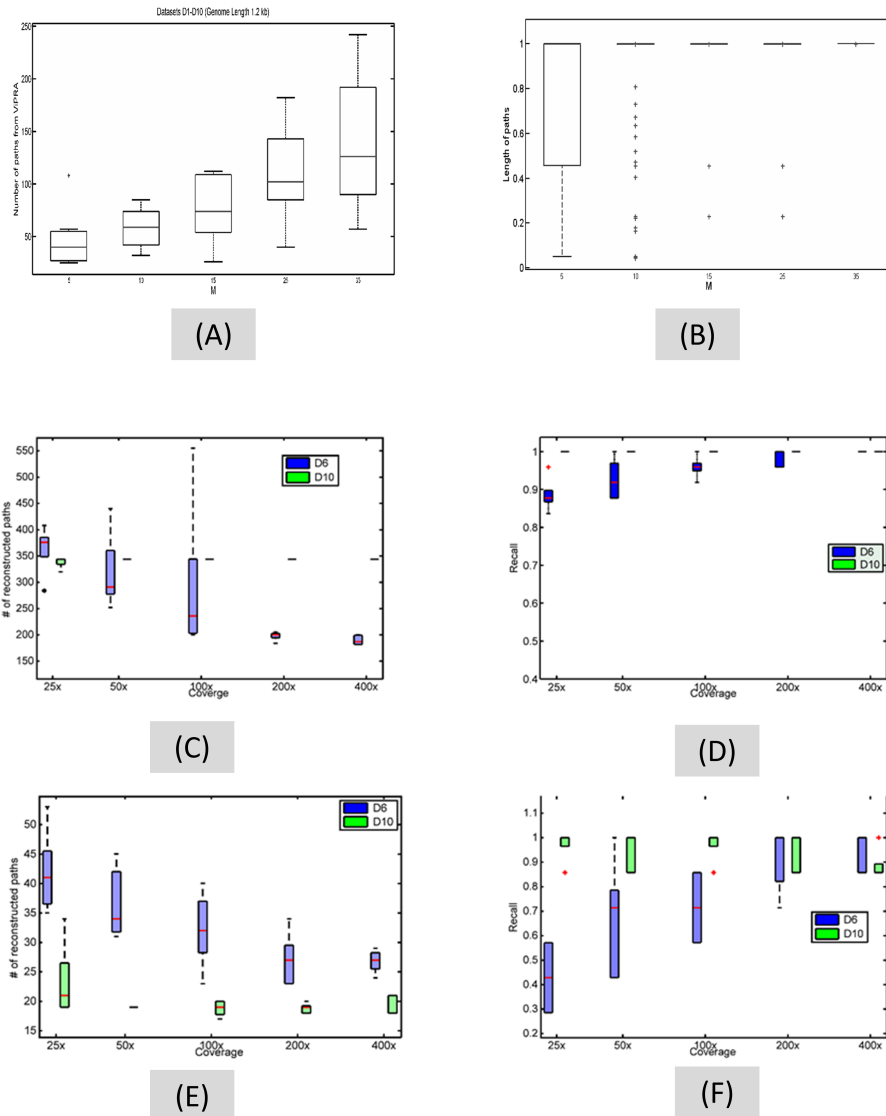 Datasets D1-D10 (Genome Length 1.2 kb)
Number of paths from ViPRA
250
200
150
100
50
5
10
15
25
35
M
(A)
Length of paths
1
0.8
0.6
0.4
0.2
0
5
10
15
25
35
M
(B)
# of reconstructed paths
550
500
450
400
350
300
250
200
150
D6
D10
25x
50x
100x
200x
400x
Coverge
(C)
Recall
1
0.9
0.8
0.7
0.6
0.5
0.4
D6
D10
25x
50x
100x
200x
400x
Coverage
(D)
# of reconstructed paths
50
45
40
35
30
25
20
15
D6
D10
25x
50x
100x
200x
400x
Coverage
(E)
Recall
1.1
1
0.9
0.8
0.7
0.6
0.5
0.4
0.3
0.2
D6
D10
25x
50x
100x
200x
400x
Coverage
(F)